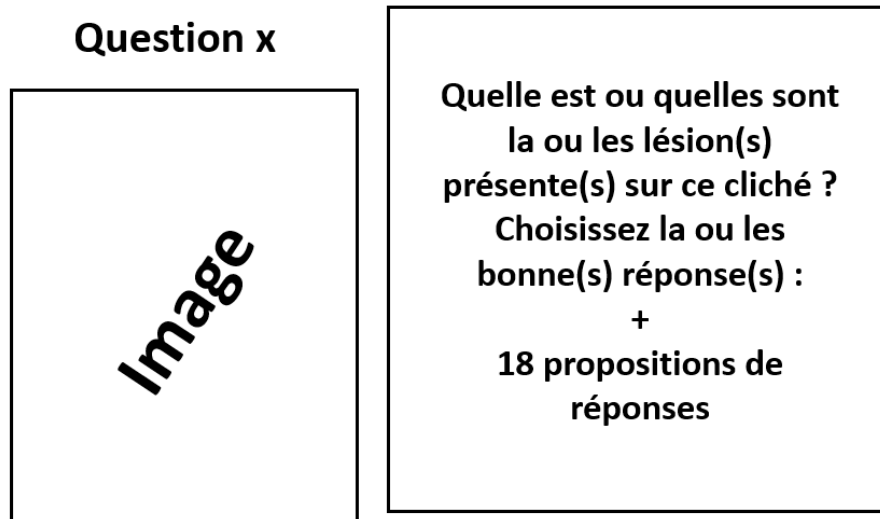 Question x
Image
Quelle est ou quelles sont
la ou les lésion(s)
présente(s) sur ce cliché ?
Choisissez la ou les
bonne(s) réponse(s) :
+
18 propositions de
réponses